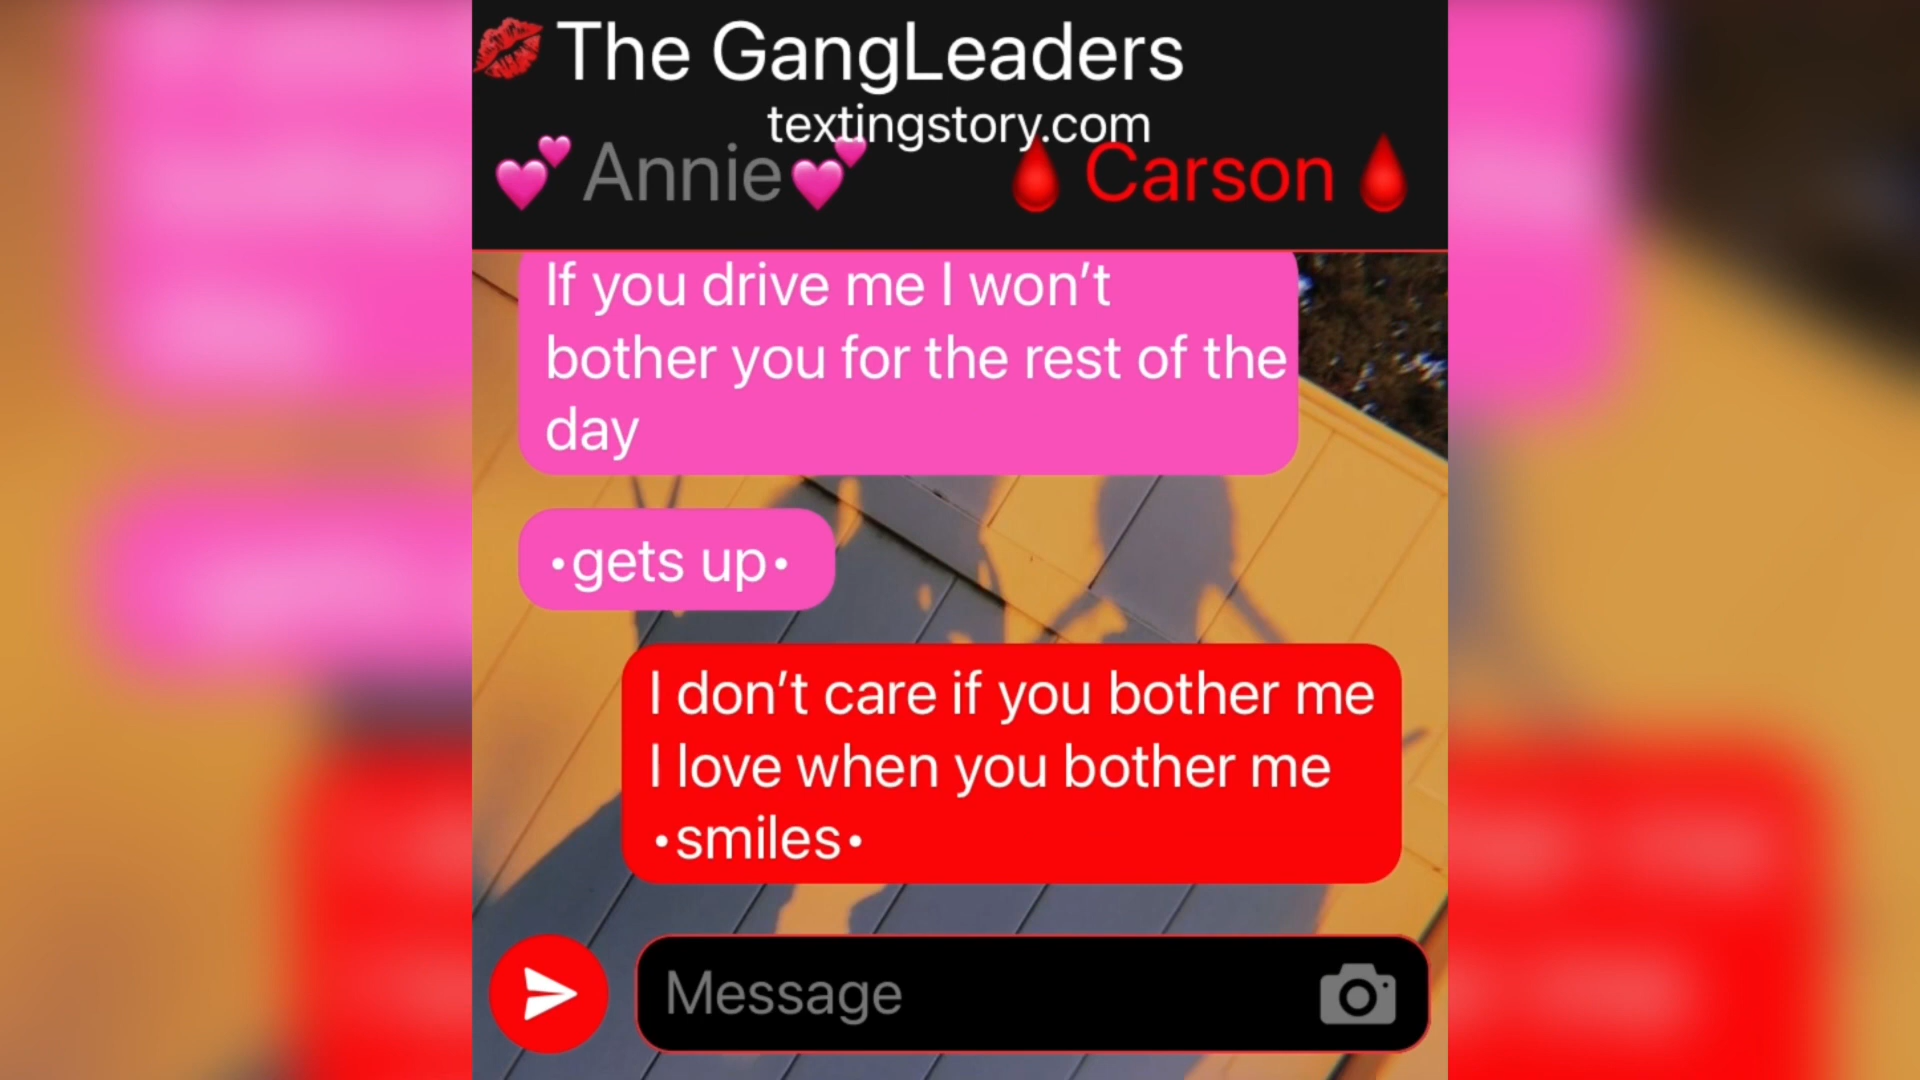 💋The GangLeaders
textingstory.com
💕Annie💕 🩸Carson🩸
If you drive me I won’t
bother you for the rest of the
day
•gets up•
I don’t care if you bother me
I love when you bother me
•smiles•
Message